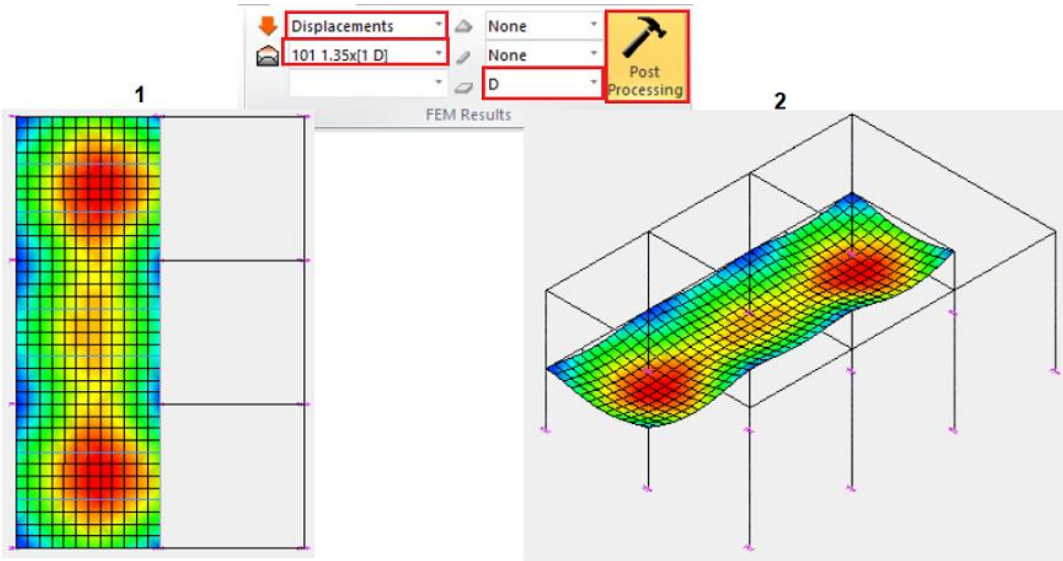 Displacements None
101 1.35x[1 D] None
D
Post
Processing
FEM Results
1
2